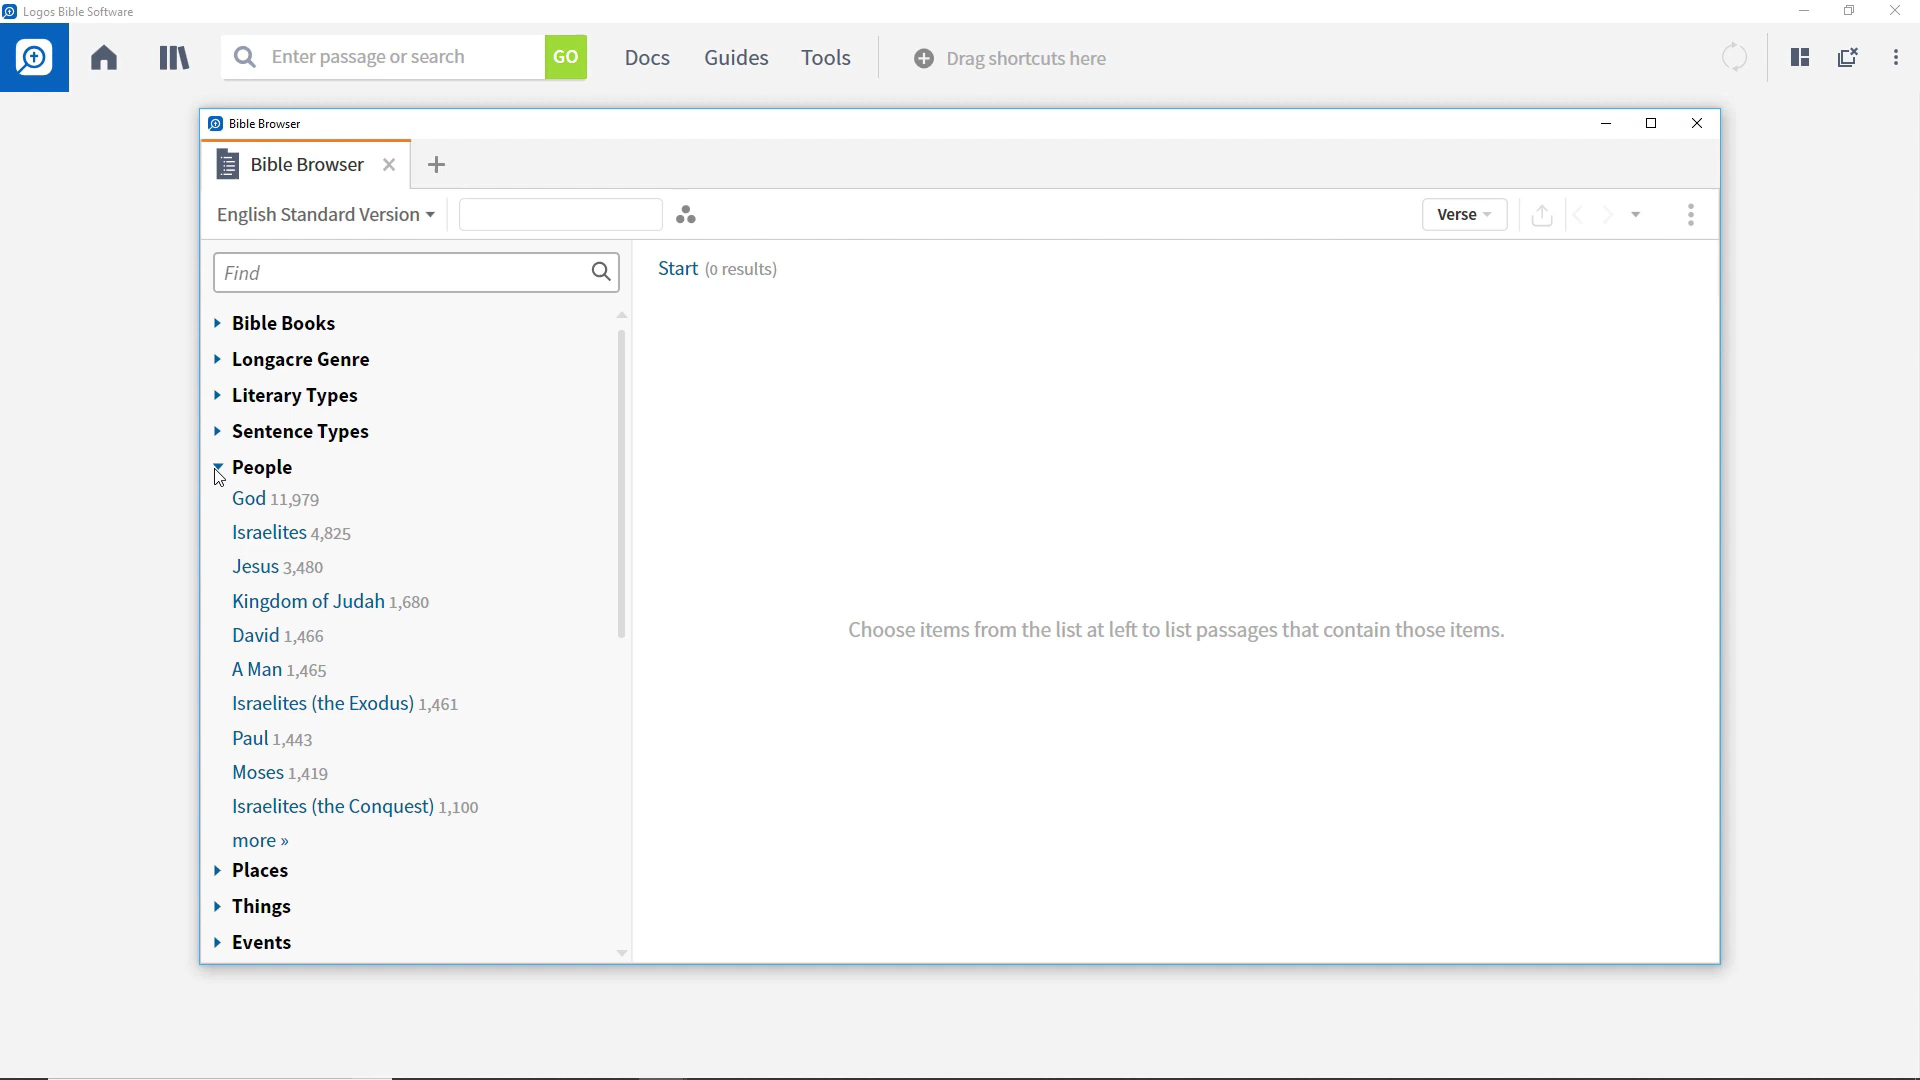 Logos Bible Software
Enter passage or search GO Docs Guides Tools Drag shortcuts here
Bible Browser
Bible Browser
English Standard Version Verse
Find
Start (0 results)
Bible Books
Longacre Genre
Literary Types
Sentence Types
People
God 11,979
Israelites 4,825
Jesus 3,480
Kingdom of Judah 1,680
David 1,466
A Man 1,465
Israelites (the Exodus) 1,461
Paul 1,443
Moses 1,419
Israelites (the Conquest) 1,100
more »
Places
Things
Events
Choose items from the list at left to list passages that contain those items.